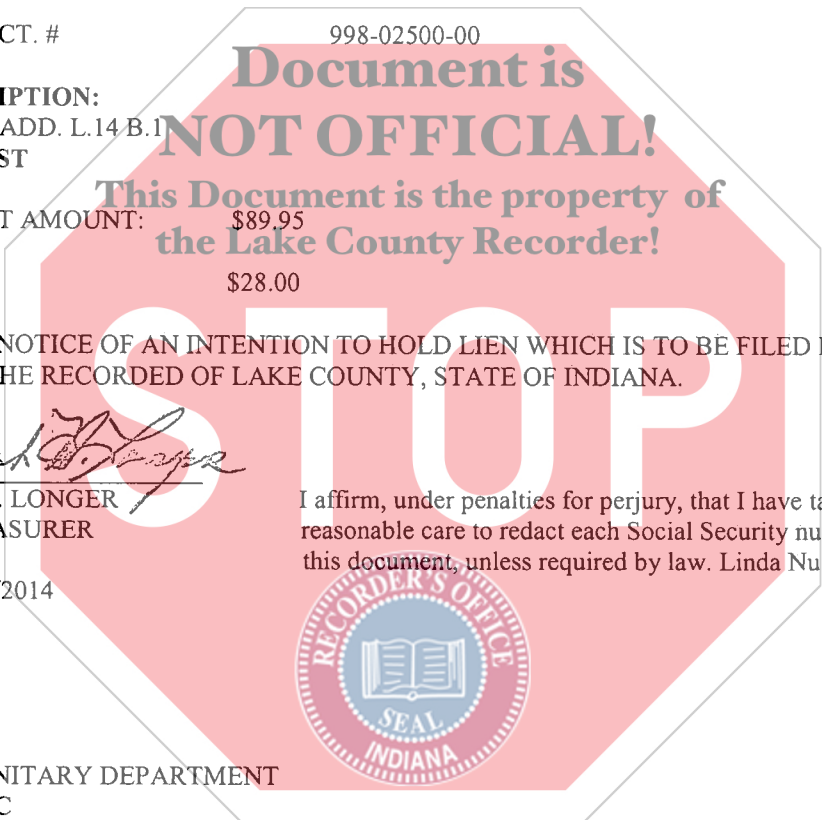 CT. # 998-02500-00
Document is
IPTION:
ADD. L.14 B.1
NOT OFFICIAL!
ST
This Document is the property of
T AMOUNT: $89.95
the Lake County Recorder!
$28.00
STOP
NOTICE OF AN INTENTION TO HOLD LIEN WHICH IS TO BE FILED
HE RECORDED OF LAKE COUNTY, STATE OF INDIANA.
LONGER
ASURER
I affirm, under penalties for perjury, that I have ta
reasonable care to redact each Social Security nu
this document, unless required by law. Linda Nu
2014
RECORDER'S OFFICE
SEAL
INDIANA
NITARY DEPARTMENT
C